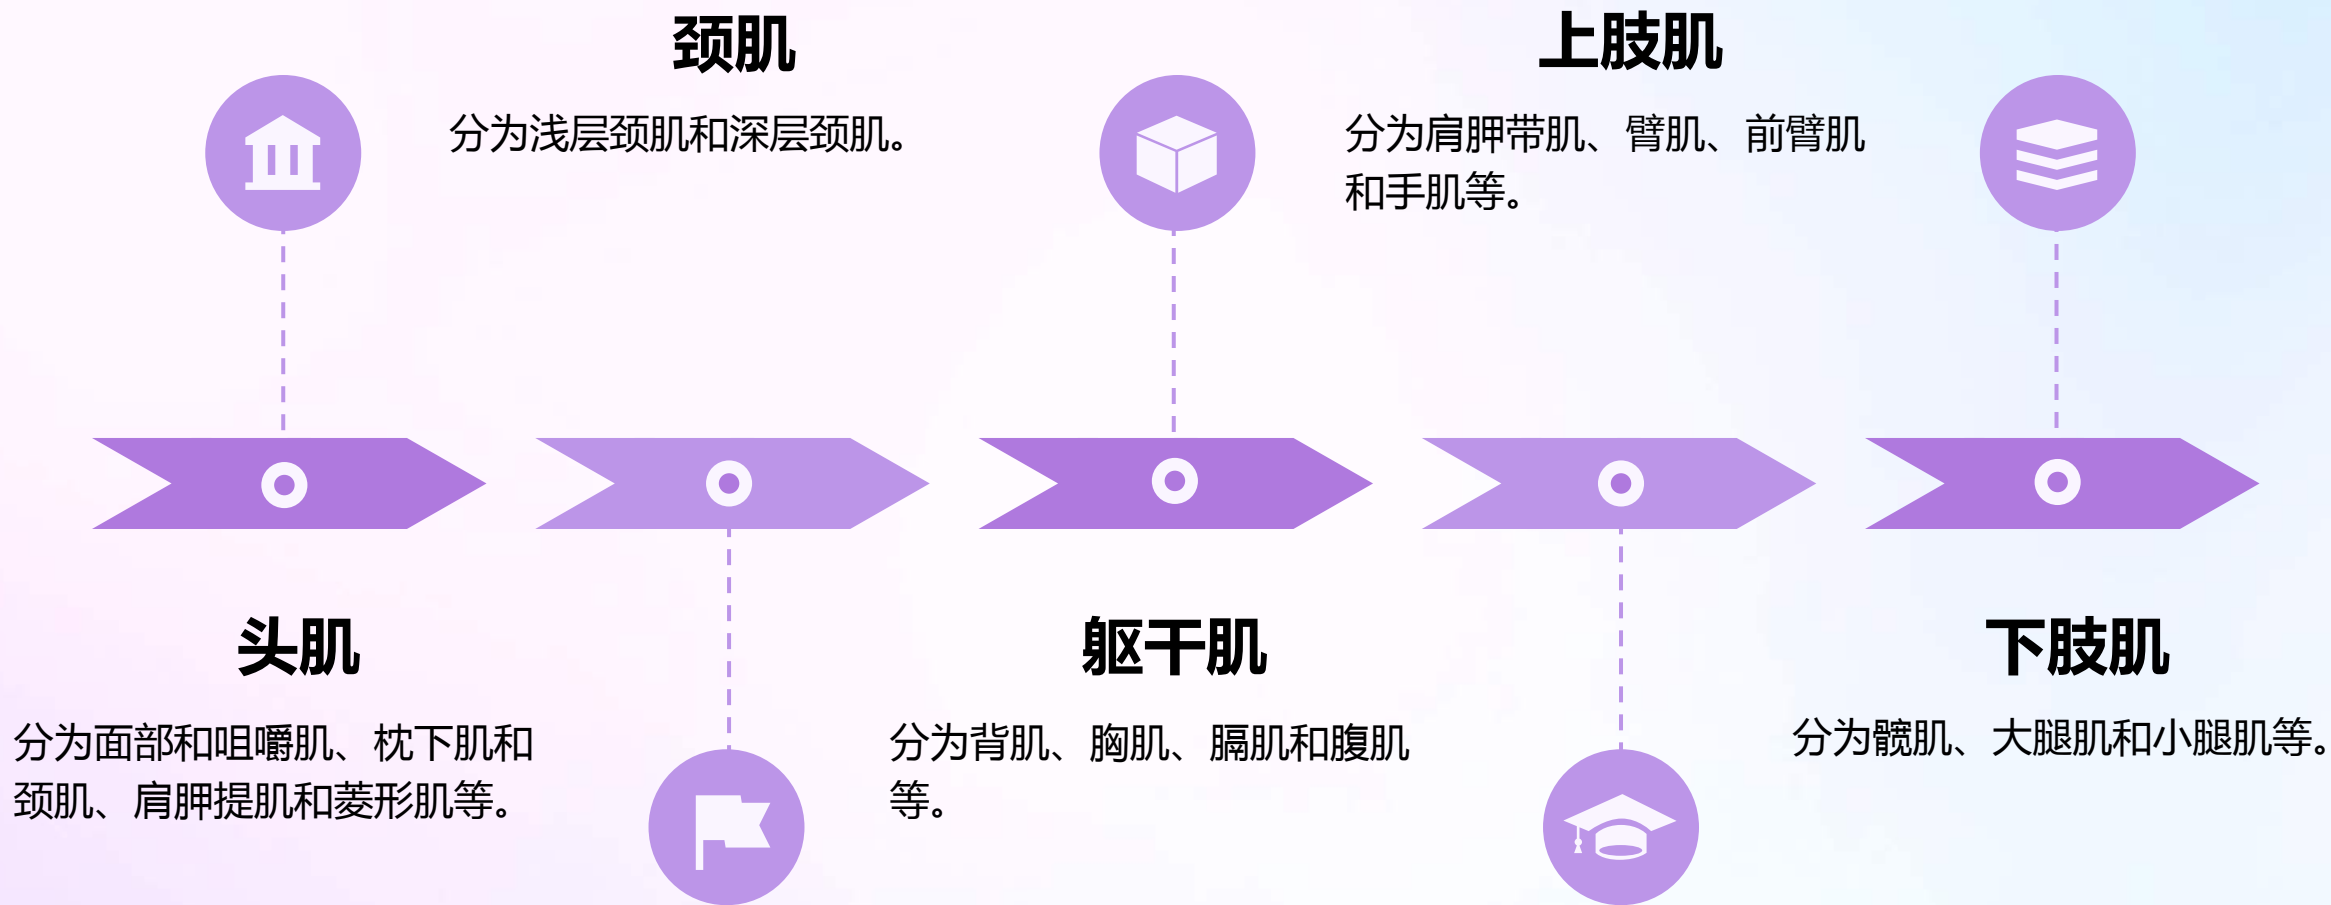 颈肌
分为浅层颈肌和深层颈肌。
上肢肌
分为肩胛带肌、臂肌、前臂肌
和手肌等。
头肌
分为面部和咀嚼肌、枕下肌和
颈肌、肩胛提肌和菱形肌等。
躯干肌
分为背肌、胸肌、膈肌和腹肌
等。
下肢肌
分为髋肌、大腿肌和小腿肌等。